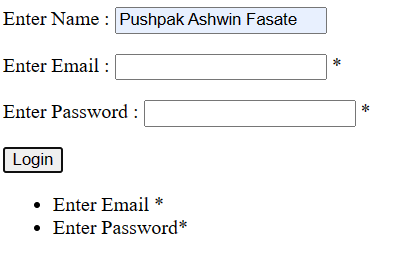 Enter Name : Pushpak Ashwin Fasate
Enter Email : *
Enter Password : *
Login
• Enter Email *
• Enter Password*